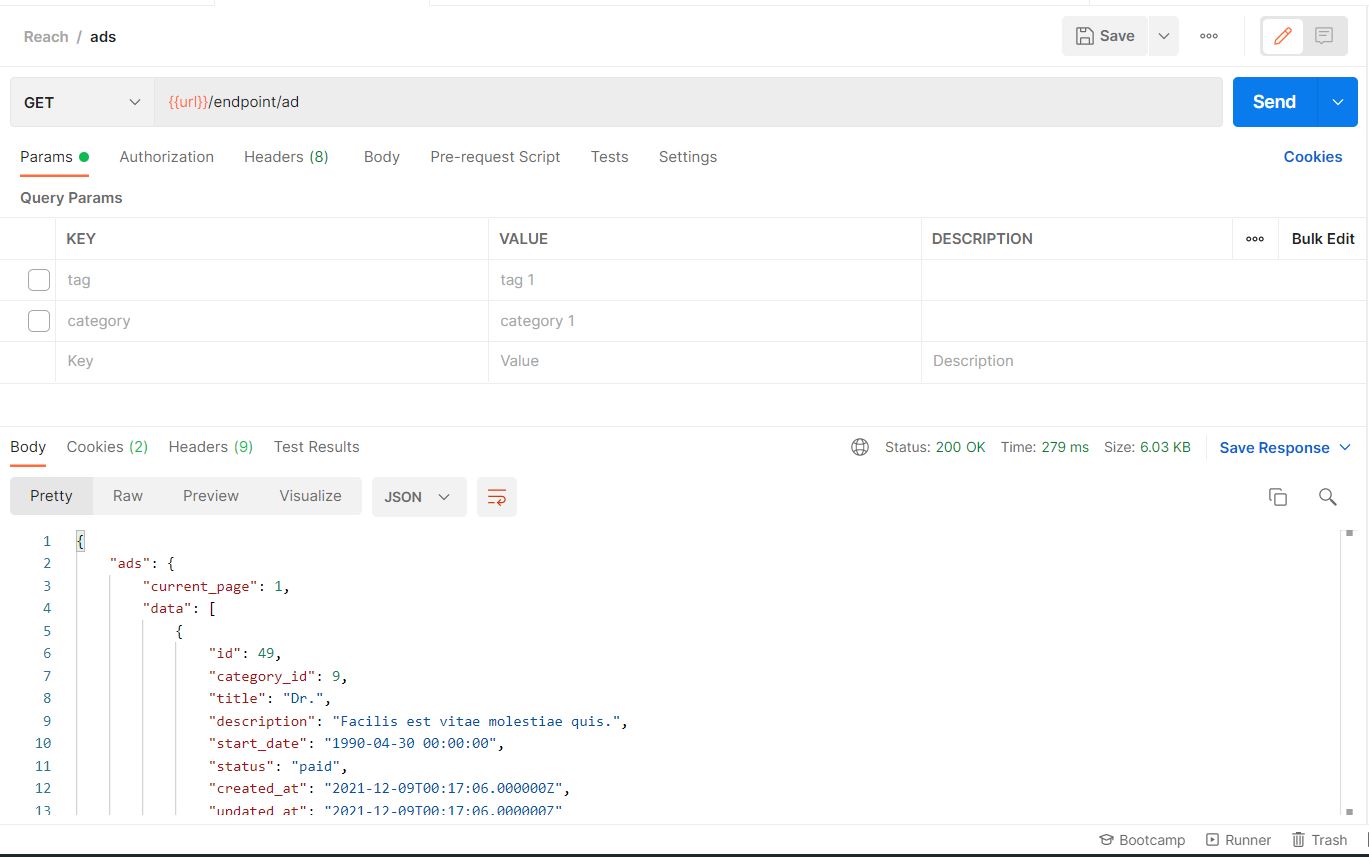 Reach / ads
Save
GET {{url}}/endpoint/ad Send
Params Authorization Headers (8) Body Pre-request Script Tests Settings Cookies
Query Params
KEY VALUE DESCRIPTION Bulk Edit
tag tag 1
category category 1
Key Value Description
Body Cookies (2) Headers (9) Test Results Status: 200 OK Time: 279 ms Size: 6.03 KB Save Response
Pretty Raw Preview Visualize JSON
1 {
2 "ads": {
3 "current_page": 1,
4 "data": [
5 {
6 "id": 49,
7 "category_id": 9,
8 "title": "Dr.",
9 "description": "Facilis est vitae molestiae quis.",
10 "start_date": "1990-04-30 00:00:00",
11 "status": "paid",
12 "created_at": "2021-12-09T00:17:06.000000Z",
13 "updated_at": "2021-12-09T00:17:06.000000Z"
Bootcamp Runner Trash